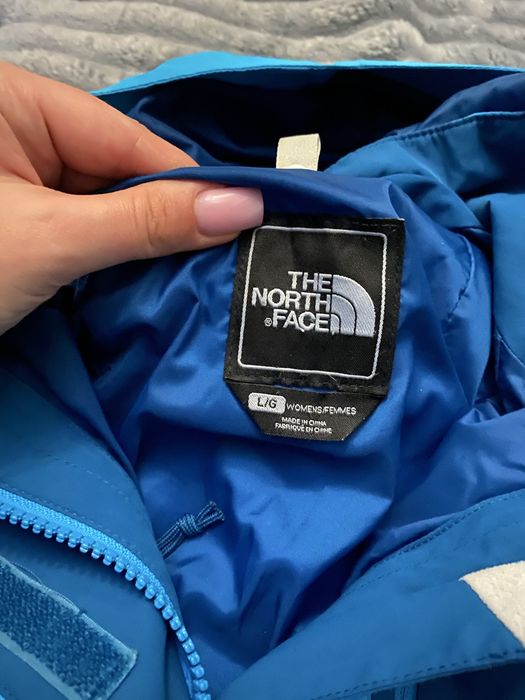 THE
NORTH
®FACE
L/G WOMENS/FEMMES
MADE IN CHINA
FABRIQUÉ EN CHINE